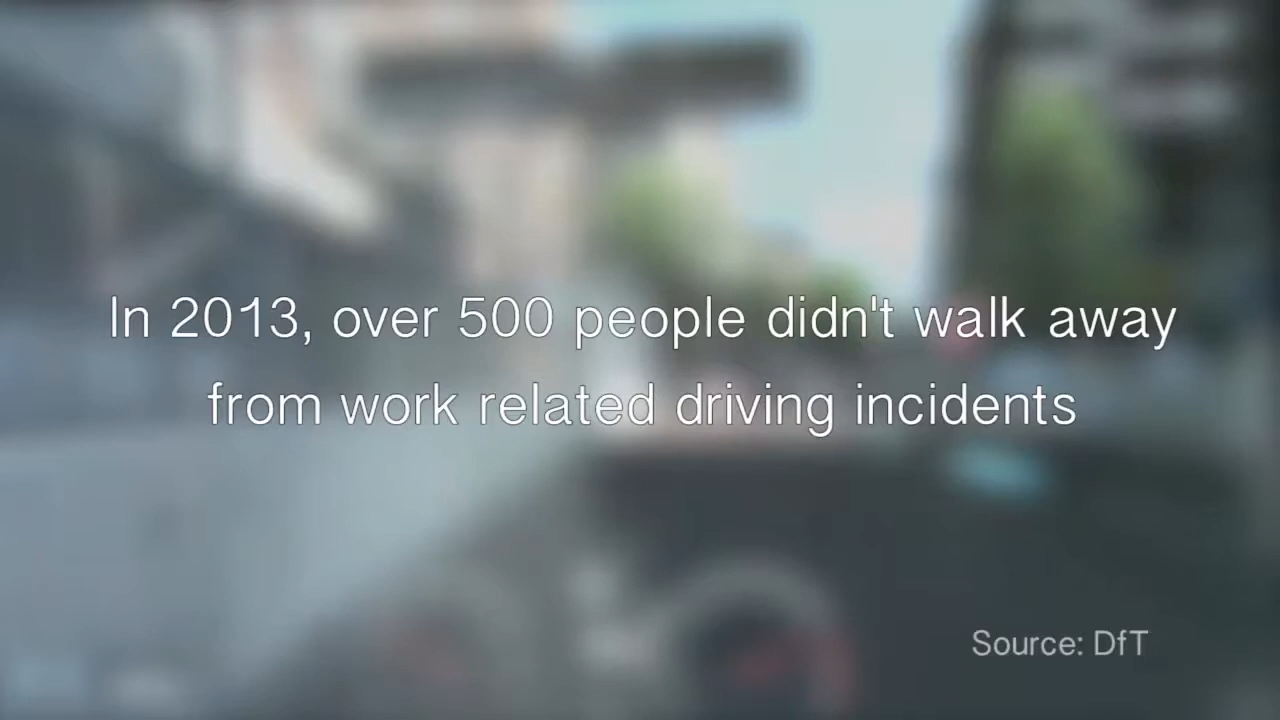 In 2013, over 500 people didn't walk away
from work related driving incidents
Source: DfT